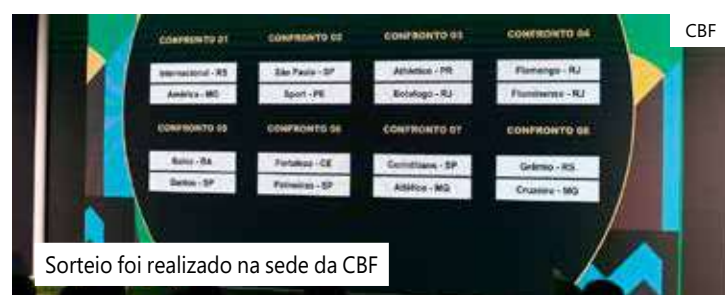 CBF
CONFRONTO 01
CONFRONTO 02
CONFRONTO 03
CONFRONTO 04
Internacional - RS
São Paulo - SP
Athletico - PR
Flamengo - RJ
América - MG
Sport - PE
Botafogo - RJ
Fluminense - RJ
CONFRONTO 05
CONFRONTO 06
CONFRONTO 07
CONFRONTO 08
Bahia - BA
Fortaleza - CE
Corinthians - SP
Grêmio - RS
Santos - SP
Palmeiras - SP
Atlético - MG
Cruzeiro - MG
Sorteio foi realizado na sede da CBF